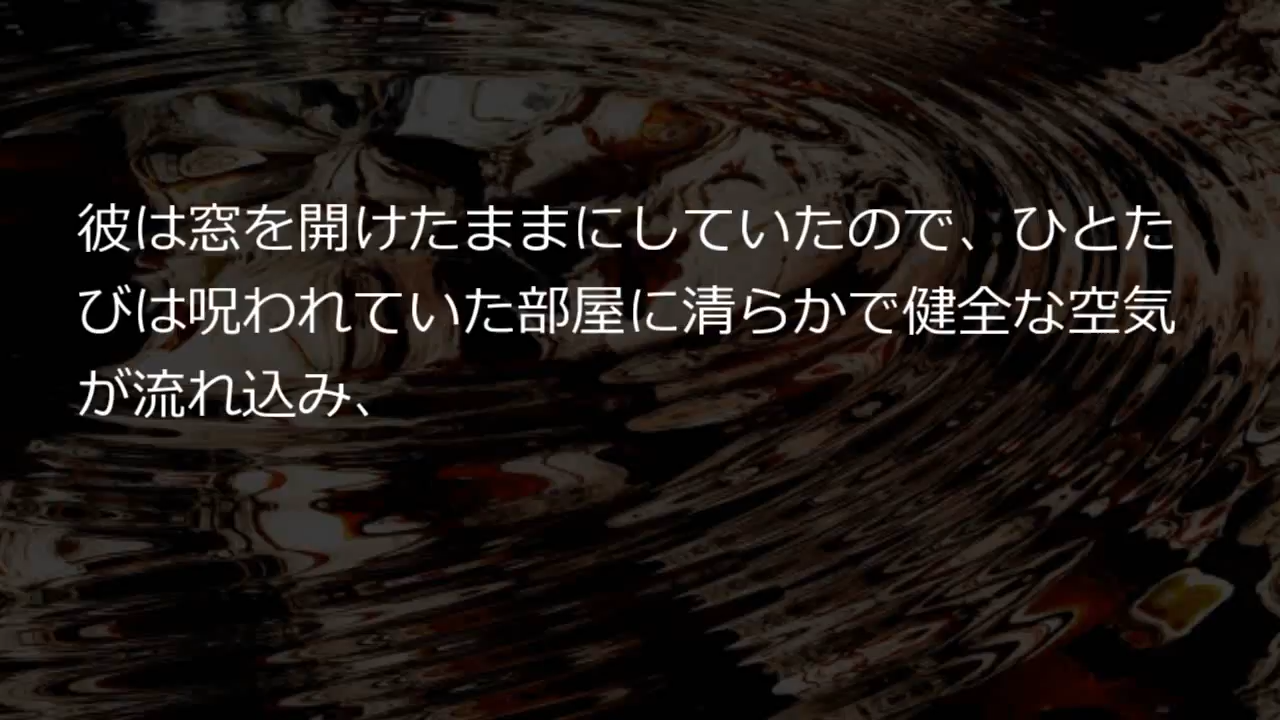 彼は窓を開けたままにしていたので、ひとた
びは呪われていた部屋に清らかで健全な空気
が流れ込み、